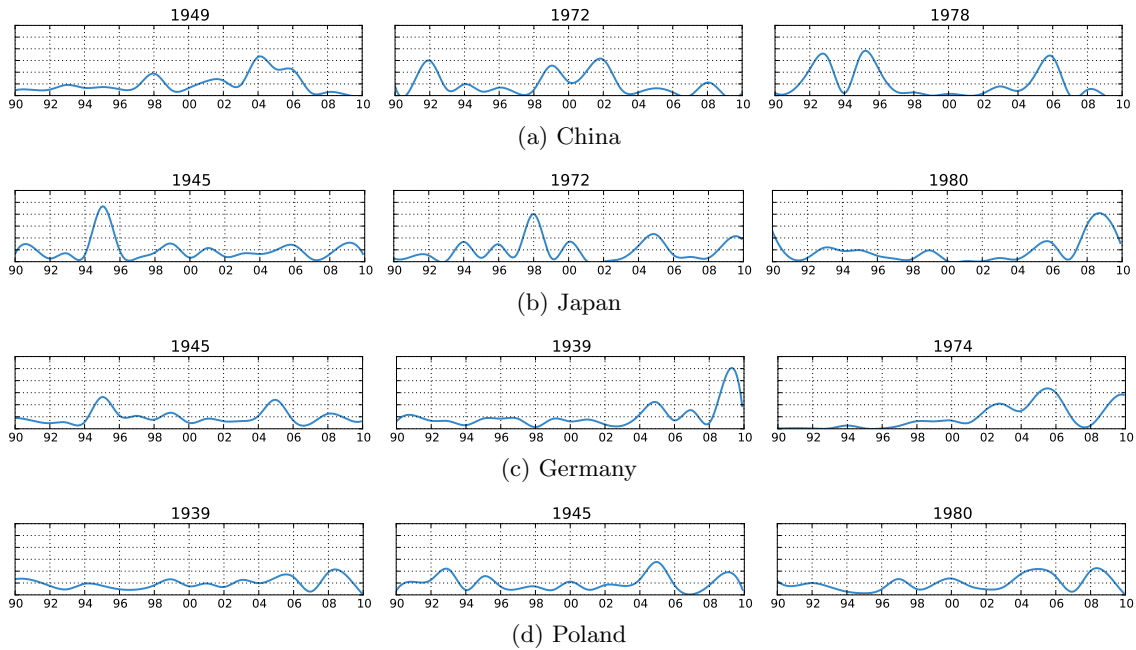 1949 1972 1978
90 92 94 96 98 00 02 04 06 08 10 90 92 94 96 98 00 02 04 06 08 10 90 92 94 96 98 00 02 04 06 08 10
(a) China
1945 1972 1980
90 92 94 96 98 00 02 04 06 08 10 90 92 94 96 98 00 02 04 06 08 10 90 92 94 96 98 00 02 04 06 08 10
(b) Japan
1945 1939 1974
90 92 94 96 98 00 02 04 06 08 10 90 92 94 96 98 00 02 04 06 08 10 90 92 94 96 98 00 02 04 06 08 10
(c) Germany
1939 1945 1980
90 92 94 96 98 00 02 04 06 08 10 90 92 94 96 98 00 02 04 06 08 10 90 92 94 96 98 00 02 04 06 08 10
(d) Poland